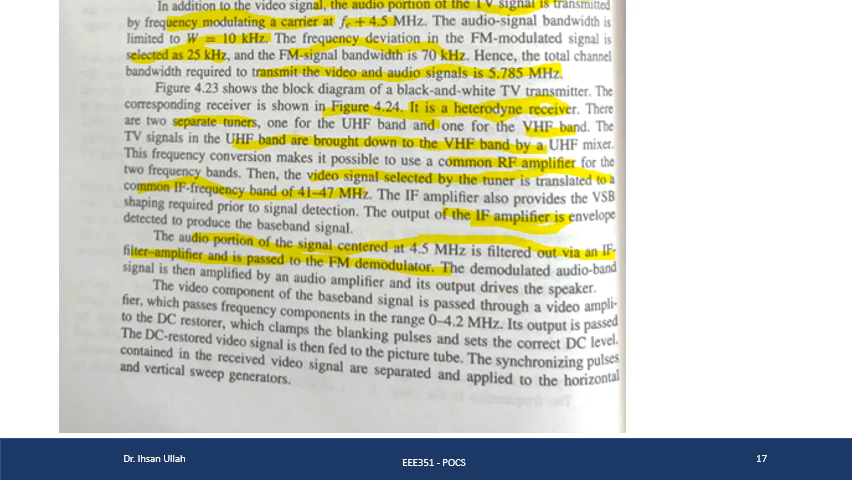 In addition to the video signal, the audio portion of the TV signal is transmitted
by frequency modulating a carrier at fc + 4.5 MHz. The audio-signal bandwidth is
limited to W = 10 kHz. The frequency deviation in the FM-modulated signal is
selected as 25 kHz, and the FM-signal bandwidth is 70 kHz. Hence, the total channel
bandwidth required to transmit the video and audio signals is 5.785 MHz.
Figure 4.23 shows the block diagram of a black-and-white TV transmitter. The
corresponding receiver is shown in Figure 4.24. It is a heterodyne receiver. There
are two separate tuners, one for the UHF band and one for the VHF band. The
TV signals in the UHF band are brought down to the VHF band by a UHF mixer.
This frequency conversion makes it possible to use a common RF amplifier for the
two frequency bands. Then, the video signal selected by the tuner is translated to a
common IF-frequency band of 41–47 MHz. The IF amplifier also provides the VSB
shaping required prior to signal detection. The output of the IF amplifier is envelope
detected to produce the baseband signal.
The audio portion of the signal centered at 4.5 MHz is filtered out via an IF-
filter–amplifier and is passed to the FM demodulator. The demodulated audio-band
signal is then amplified by an audio amplifier and its output drives the speaker.
The video component of the baseband signal is passed through a video ampli-
fier, which passes frequency components in the range 0–4.2 MHz. Its output is passed
to the DC restorer, which clamps the blanking pulses and sets the correct DC level.
The DC-restored video signal is then fed to the picture tube. The synchronizing pulses
contained in the received video signal are separated and applied to the horizontal
and vertical sweep generators.
Dr. Ihsan Ullah
EEE351 - POCS
17